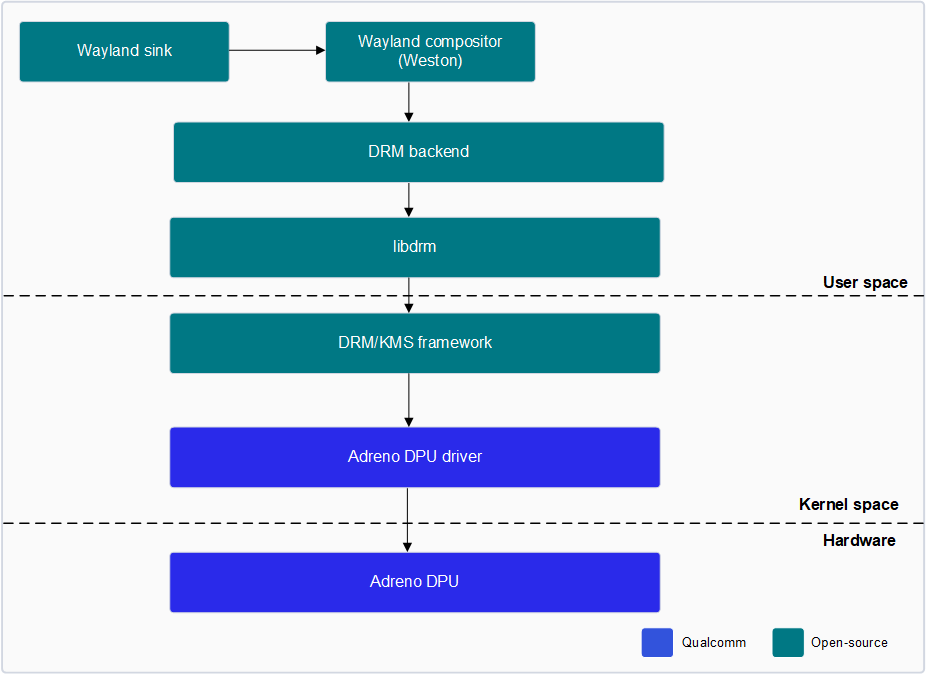 Wayland sink
Wayland compositor
(Weston)
DRM backend
libdrm
User space
DRM/KMS framework
Adreno DPU driver
Kernel space
Hardware
Adreno DPU
Qualcomm
Open-source